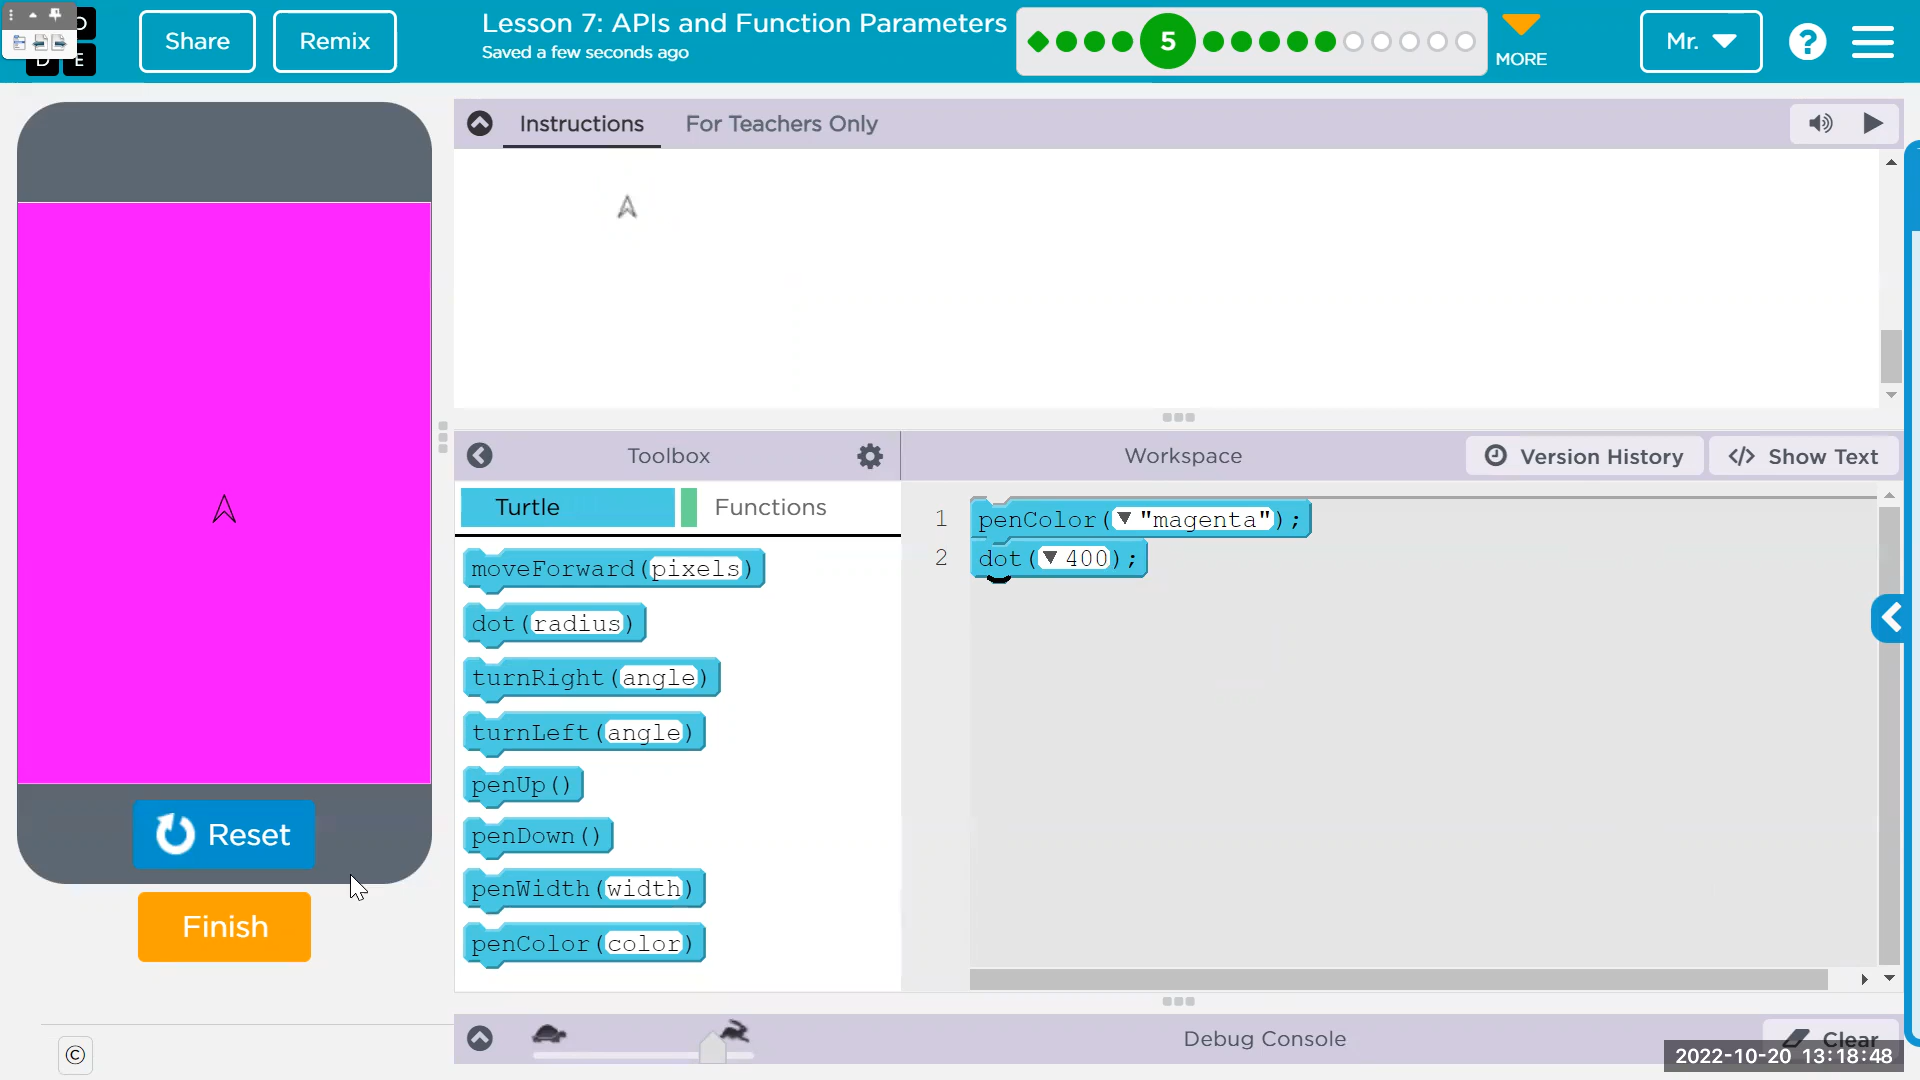 D E
Share
Remix
Lesson 7: APIs and Function Parameters
Saved a few seconds ago
5
MORE
Mr.
?
Instructions
For Teachers Only
Toolbox
Workspace
Version History
</> Show Text
Turtle
Functions
moveForward(pixels)
dot(radius)
turnRight(angle)
turnLeft(angle)
penUp()
penDown()
penWidth(width)
penColor(color)
1 penColor(▼"magenta");
2 dot(▼400);
Reset
Finish
©
Debug Console
Clear
2022-10-20 13:18:48